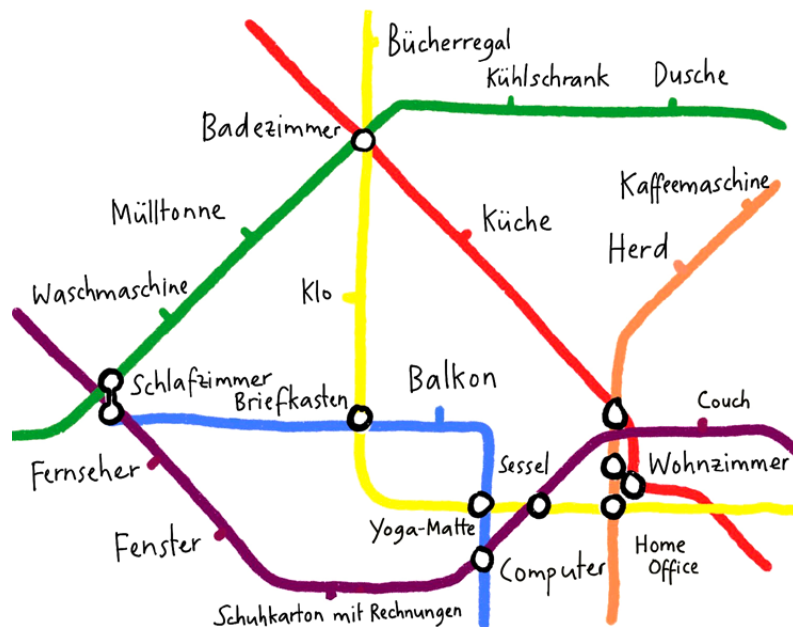 Bücherregal
Kühlschrank
Dusche
Badezimmer
Kaffeemaschine
Mülltonne
Küche
Herd
Waschmaschine
Klo
Schlafzimmer
Briefkasten
Balkon
Couch
Fernseher
Sessel
Wohnzimmer
Yoga-Matte
Fenster
Computer
Home
Office
Schuhkarton mit Rechnungen